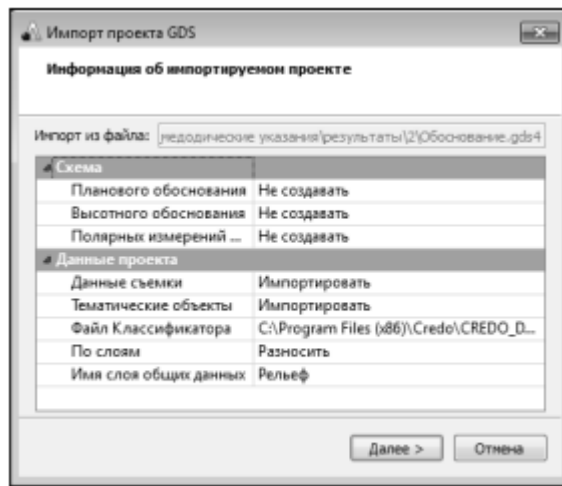 Импорт проекта GDS
Информация об импортируемом проекте
Импорт из файла: медодические указания\результаты\2\Обоснование.gds4
Схема
Планового обоснования Не создавать
Высотного обоснования Не создавать
Полярных измерений ... Не создавать
Данные проекта
Данные съемки Импортировать
Тематические объекты Импортировать
Файл Классификатора C:\Program Files (x86)\Credo\CREDO_D...
По слоям Разносить
Имя слоя общих данных Рельеф
Далее > Отмена